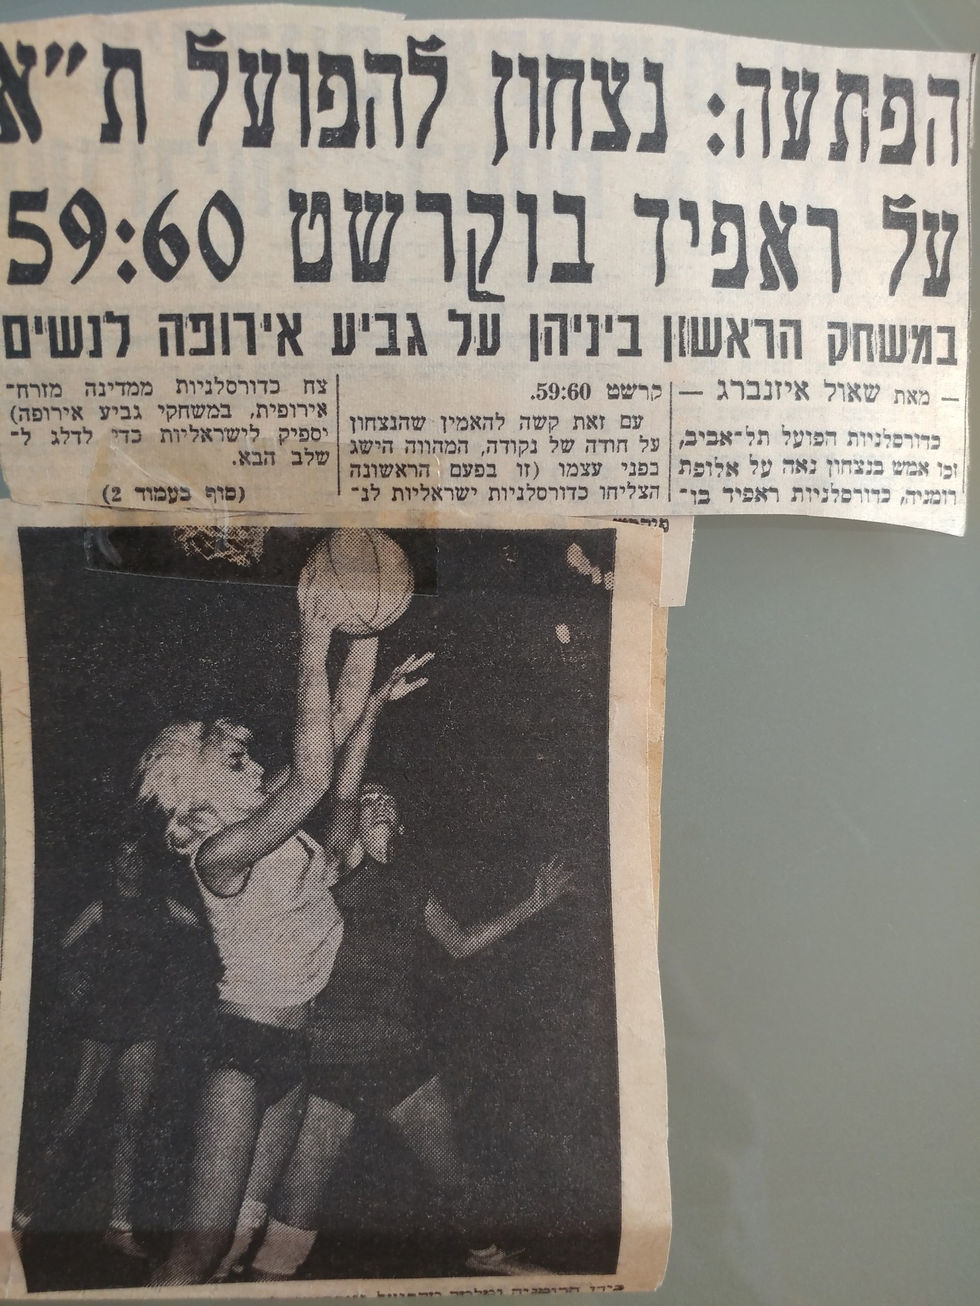 הפתעה: נצחון להפועל ת״א
על ראפיד בוקרשט 59:60
במשחק הראשון ביניהן על גביע אירופה לנשים
— מאת שאול איזנברג —
כדורסלניות הפועל תל־אביב,
זכו אמש בנצחון נאה על אלופת
רומניה, כדורסלניות ראפיד בו־
קרשט 59:60.
עם זאת קשה להאמין שהנצחון
על חודה של נקודה, המהווה הישג
בפני עצמו (זו בפעם הראשונה
הצליחו כדורסלניות ישראליות לנ־
צח כדורסלניות ממדינה מזרח־
אירופית, במשחקי גביע אירופה)
יספיק לישראליות כדי לדלג ל־
שלב הבא.
(סוף בעמוד 2)